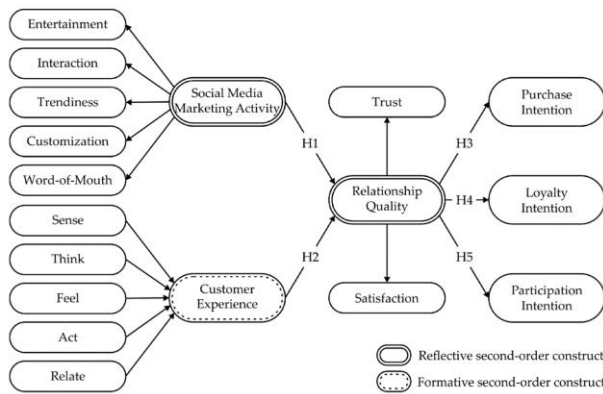 Entertainment
Interaction
Trendiness
Customization
Word-of-Mouth
Sense
Think
Feel
Act
Relate
Social Media
Marketing Activity
Customer
Experience
H1
H2
Trust
Relationship
Quality
Satisfaction
H3
H4
H5
Purchase
Intention
Loyalty
Intention
Participation
Intention
Reflective second-order construct
Formative second-order construct